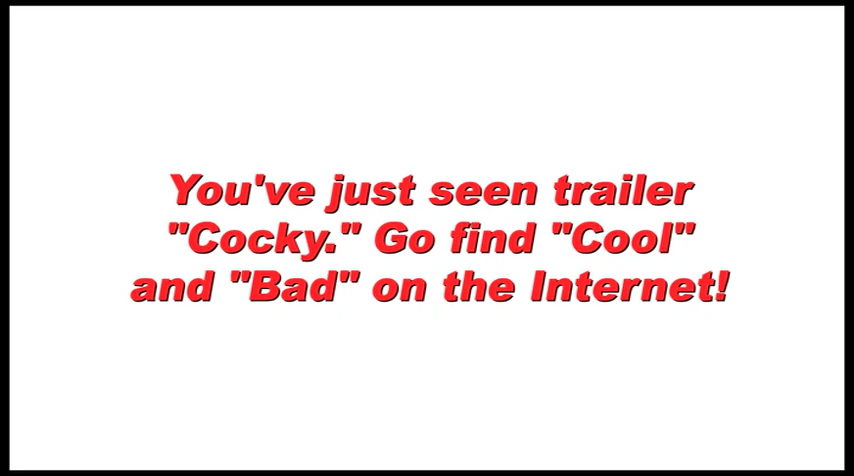 You've just seen trailer
"Cocky." Go find "Cool"
and "Bad" on the Internet!